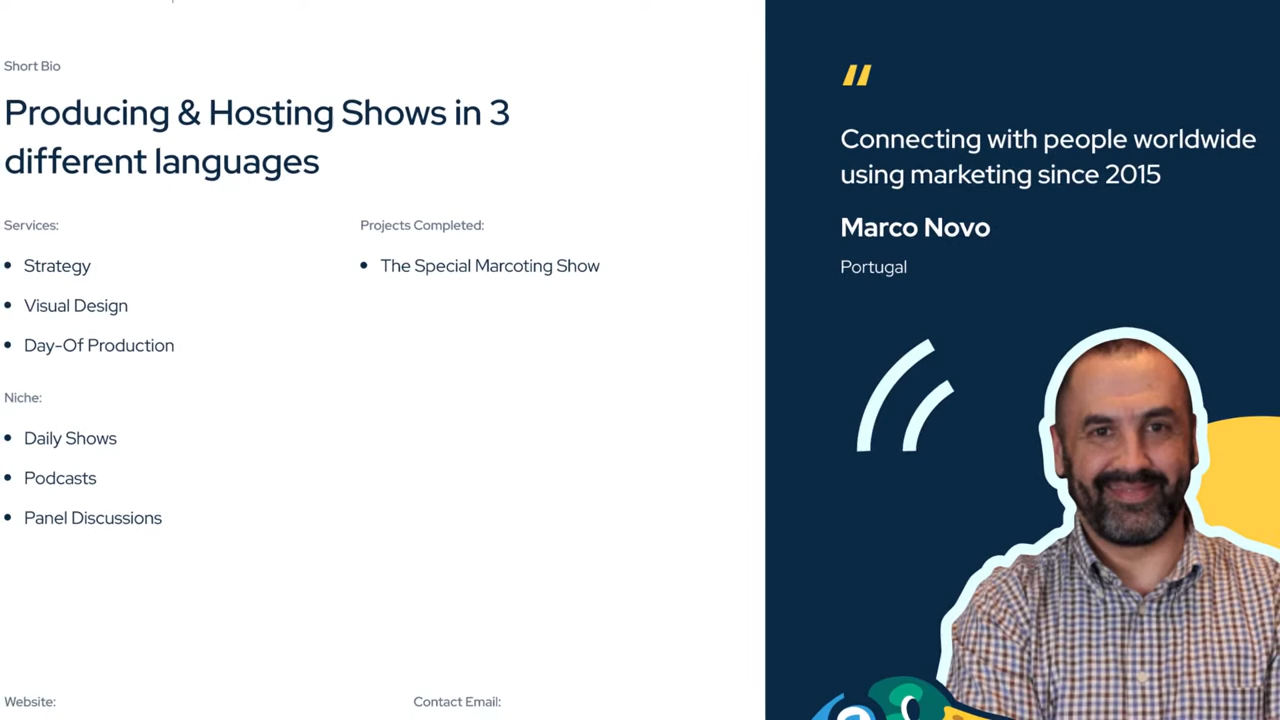 Short Bio
Producing & Hosting Shows in 3
different languages
Services:
Strategy
Visual Design
Day-Of Production
Niche:
Daily Shows
Podcasts
Panel Discussions
Projects Completed:
The Special Marcoting Show
Website:
Contact Email:
“
Connecting with people worldwide
using marketing since 2015
Marco Novo
Portugal